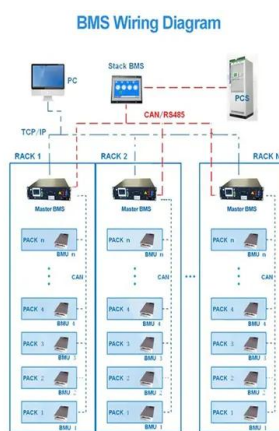 BMS Wiring Diagram
PC
Stack BMS
PCS
CAN/RS485
TCP/IP
RACK 1
RACK 2
RACK N
Master BMS
Master BMS
Master BMS
PACK n
PACK n
PACK n
BMU n
BMU n
BMU n
CAN
CAN
CAN
PACK 4
PACK 4
PACK 4
BMU 4
BMU 4
BMU 4
PACK 3
PACK 3
PACK 3
BMU 3
BMU 3
BMU 3
PACK 2
PACK 2
PACK 2
BMU 2
BMU 2
BMU 2
PACK 1
PACK 1
PACK 1
BMU 1
BMU 1
BMU 1